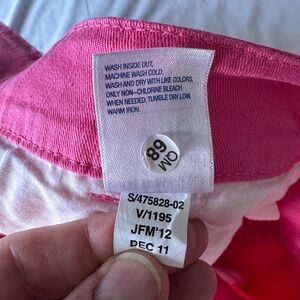 WASH INSIDE OUT,
MACHINE WASH COLD,
WASH AND DRY WITH LIKE COLORS,
ONLY NON-CHLORINE BLEACH
WHEN NEEDED, TUMBLE DRY LOW,
WARM IRON.
QM
68
S/475828-02
V/1195
JFM'12
DEC 11